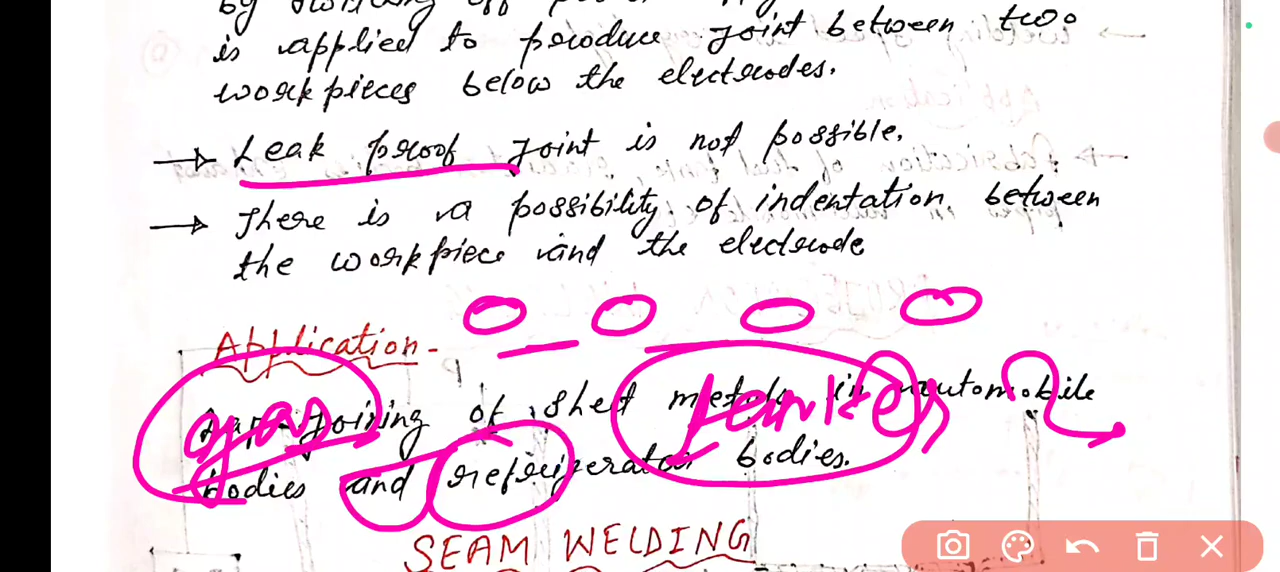 is applied to produce joint between two
workpieces below the electrodes.
→ Leak proof joint is not possible.
→ There is a possibility of indentation between
the workpiece and the electrode
Application -
joining of shet metals in automobile
bodies and refrigerator bodies.
gas
tanker
SEAM WELDING